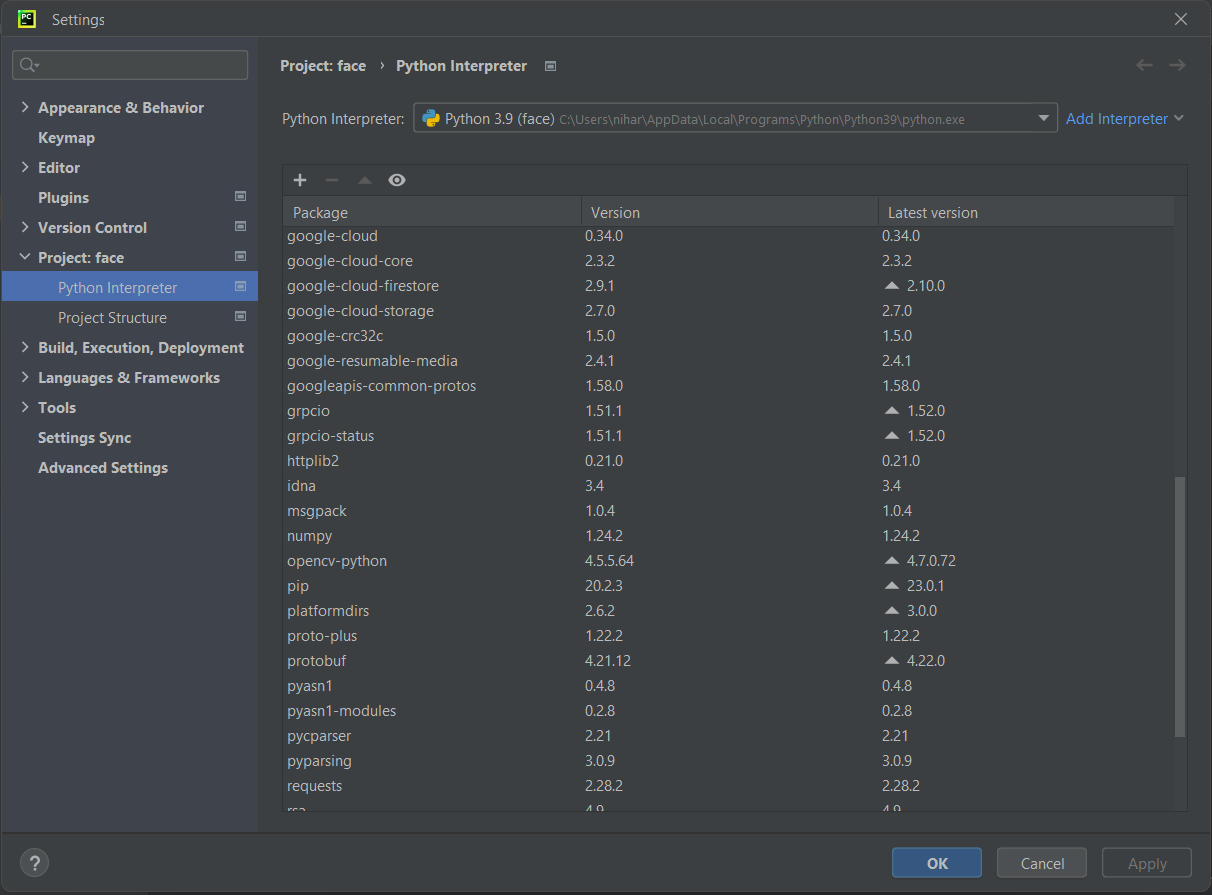 PC
Settings
Project: face › Python Interpreter
Appearance & Behavior
Keymap
Editor
Plugins
Version Control
Project: face
Python Interpreter
Project Structure
Build, Execution, Deployment
Languages & Frameworks
Tools
Settings Sync
Advanced Settings
Python Interpreter: Python 3.9 (face) C:\Users\nihar\AppData\Local\Programs\Python\Python39\python.exe Add Interpreter
Package Version Latest version
google-cloud 0.34.0 0.34.0
google-cloud-core 2.3.2 2.3.2
google-cloud-firestore 2.9.1 2.10.0
google-cloud-storage 2.7.0 2.7.0
google-crc32c 1.5.0 1.5.0
google-resumable-media 2.4.1 2.4.1
googleapis-common-protos 1.58.0 1.58.0
grpcio 1.51.1 1.52.0
grpcio-status 1.51.1 1.52.0
httplib2 0.21.0 0.21.0
idna 3.4 3.4
msgpack 1.0.4 1.0.4
numpy 1.24.2 1.24.2
opencv-python 4.5.5.64 4.7.0.72
pip 20.2.3 23.0.1
platformdirs 2.6.2 3.0.0
proto-plus 1.22.2 1.22.2
protobuf 4.21.12 4.22.0
pyasn1 0.4.8 0.4.8
pyasn1-modules 0.2.8 0.2.8
pycparser 2.21 2.21
pyparsing 3.0.9 3.0.9
requests 2.28.2 2.28.2
rsa 4.9 4.9
?
OK Cancel Apply